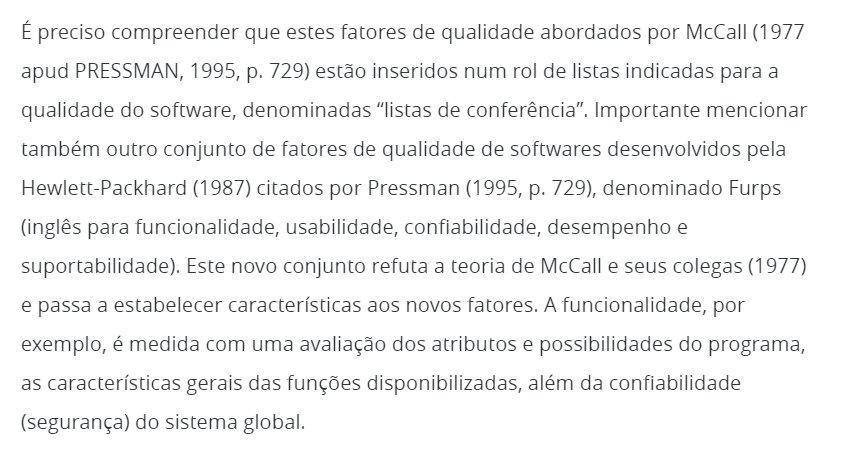 É preciso compreender que estes fatores de qualidade abordados por McCall (1977
apud PRESSMAN, 1995, p. 729) estão inseridos num rol de listas indicadas para a
qualidade do software, denominadas “listas de conferência”. Importante mencionar
também outro conjunto de fatores de qualidade de softwares desenvolvidos pela
Hewlett-Packhard (1987) citados por Pressman (1995, p. 729), denominado Furps
(inglês para funcionalidade, usabilidade, confiabilidade, desempenho e
suportabilidade). Este novo conjunto refuta a teoria de McCall e seus colegas (1977)
e passa a estabelecer características aos novos fatores. A funcionalidade, por
exemplo, é medida com uma avaliação dos atributos e possibilidades do programa,
as características gerais das funções disponibilizadas, além da confiabilidade
(segurança) do sistema global.